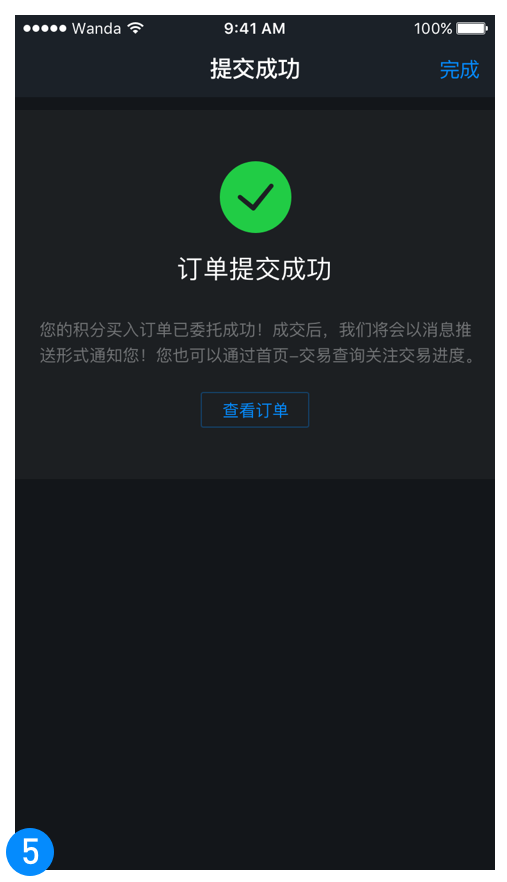 Wanda 9:41 AM 100%
提交成功 完成
订单提交成功
您的积分买入订单已委托成功！成交后，我们将会以消息推
送形式通知您！您也可以通过首页-交易查询关注交易进度。
查看订单
5